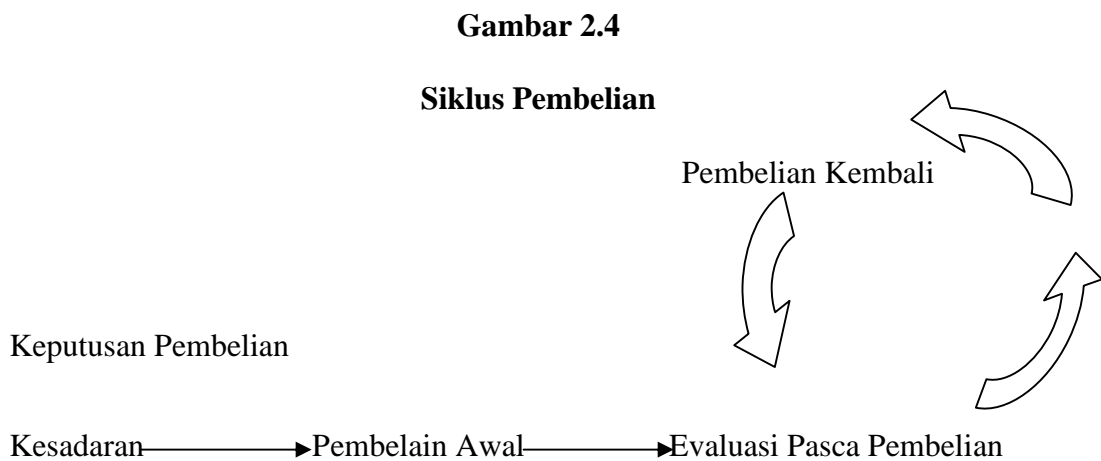 Gambar 2.4
Siklus Pembelian
Pembelian Kembali
Keputusan Pembelian
Kesadaran Pembelain Awal Evaluasi Pasca Pembelian